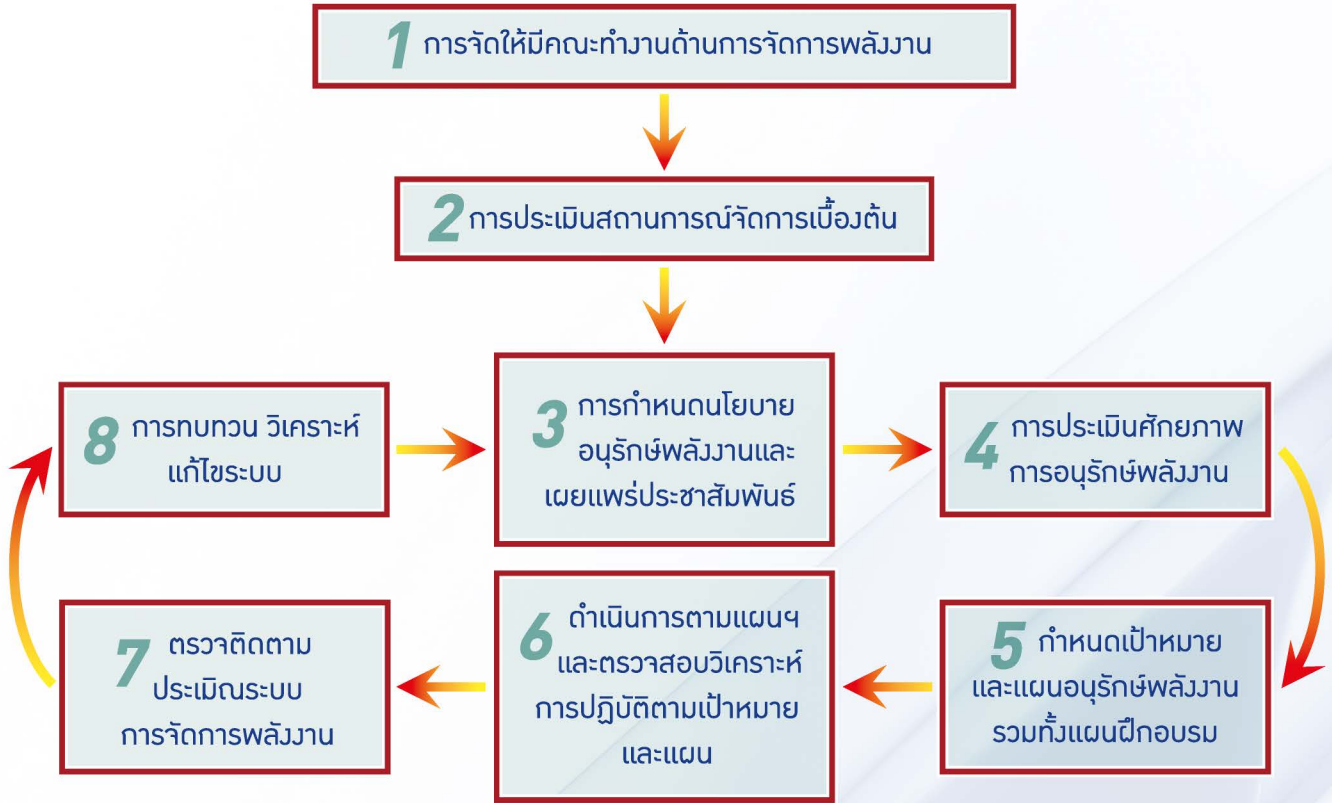 1 การจัดให้มีคณะทำงานด้านการจัดการพลังงาน
2 การประเมินสถานการณ์จัดการเบื้องต้น
3 การกำหนดนโยบาย
อนุรักษ์พลังงานและ
เผยแพร่ประชาสัมพันธ์
4 การประเมินศักยภาพ
การอนุรักษ์พลังงาน
5 กำหนดเป้าหมาย
และแผนอนุรักษ์พลังงาน
รวมทั้งแผนฝึกอบรม
6 ดำเนินการตามแผนฯ
และตรวจสอบวิเคราะห์
การปฏิบัติตามเป้าหมาย
และแผน
7 ตรวจติดตาม
ประเมิณระบบ
การจัดการพลังงาน
8 การทบทวน วิเคราะห์
แก้ไขระบบ